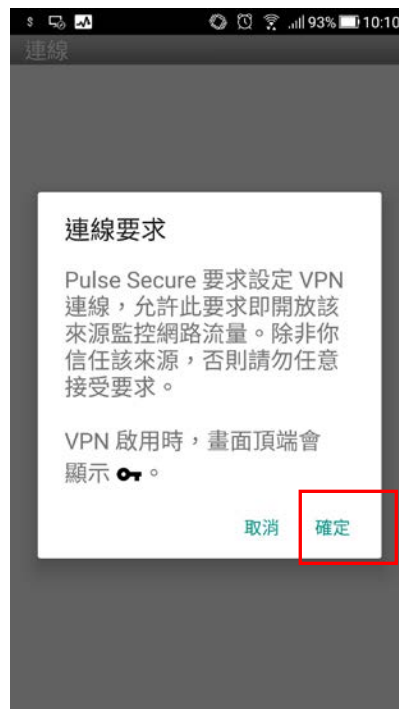 93% 10:10
連線
連線要求
Pulse Secure 要求設定 VPN
連線，允許此要求即開放該
來源監控網路流量。除非你
信任該來源，否則請勿任意
接受要求。
VPN 啟用時，畫面頂端會
顯示 。
取消 確定